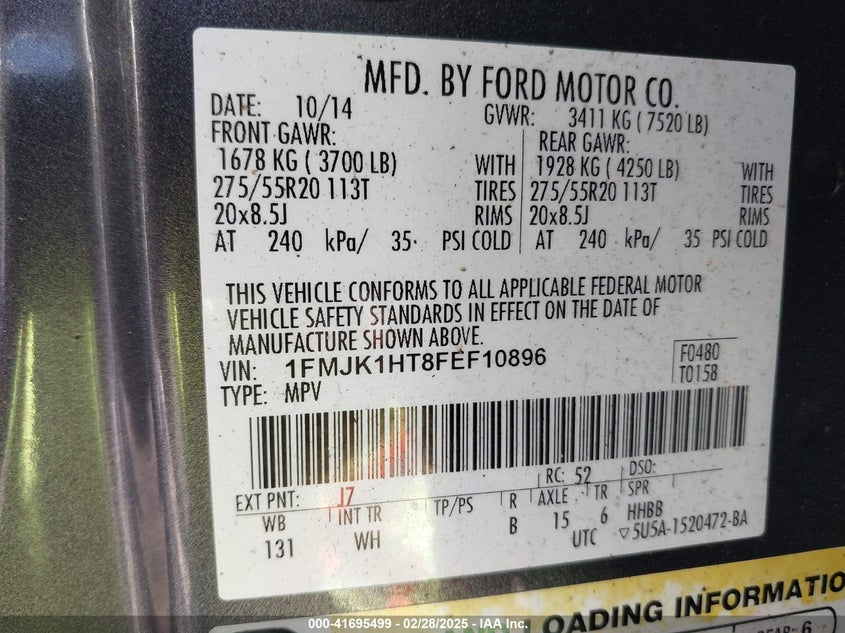 MFD. BY FORD MOTOR CO.
DATE: 10/14 GVWR: 3411 KG ( 7520 LB)
FRONT GAWR: REAR GAWR:
1678 KG ( 3700 LB) WITH 1928 KG ( 4250 LB) WITH
275/55R20 113T TIRES 275/55R20 113T TIRES
20x8.5J RIMS 20x8.5J RIMS
AT 240 kPa/ 35 PSI COLD AT 240 kPa/ 35 PSI COLD
THIS VEHICLE CONFORMS TO ALL APPLICABLE FEDERAL MOTOR
VEHICLE SAFETY STANDARDS IN EFFECT ON THE DATE OF
MANUFACTURE SHOWN ABOVE.
VIN: 1FMJK1HT8FEF10896 F0480
TYPE: MPV T0158
EXT PNT: J7 RC: 52 DSO:
WB INT TR TP/PS R AXLE TR SPR
131 WH B 15 6 HHBB
UTC ▽5U5A-1520472-BA
LOADING INFORMATIO
6
000-41695499 | 02/28/2025 - IAA Inc.